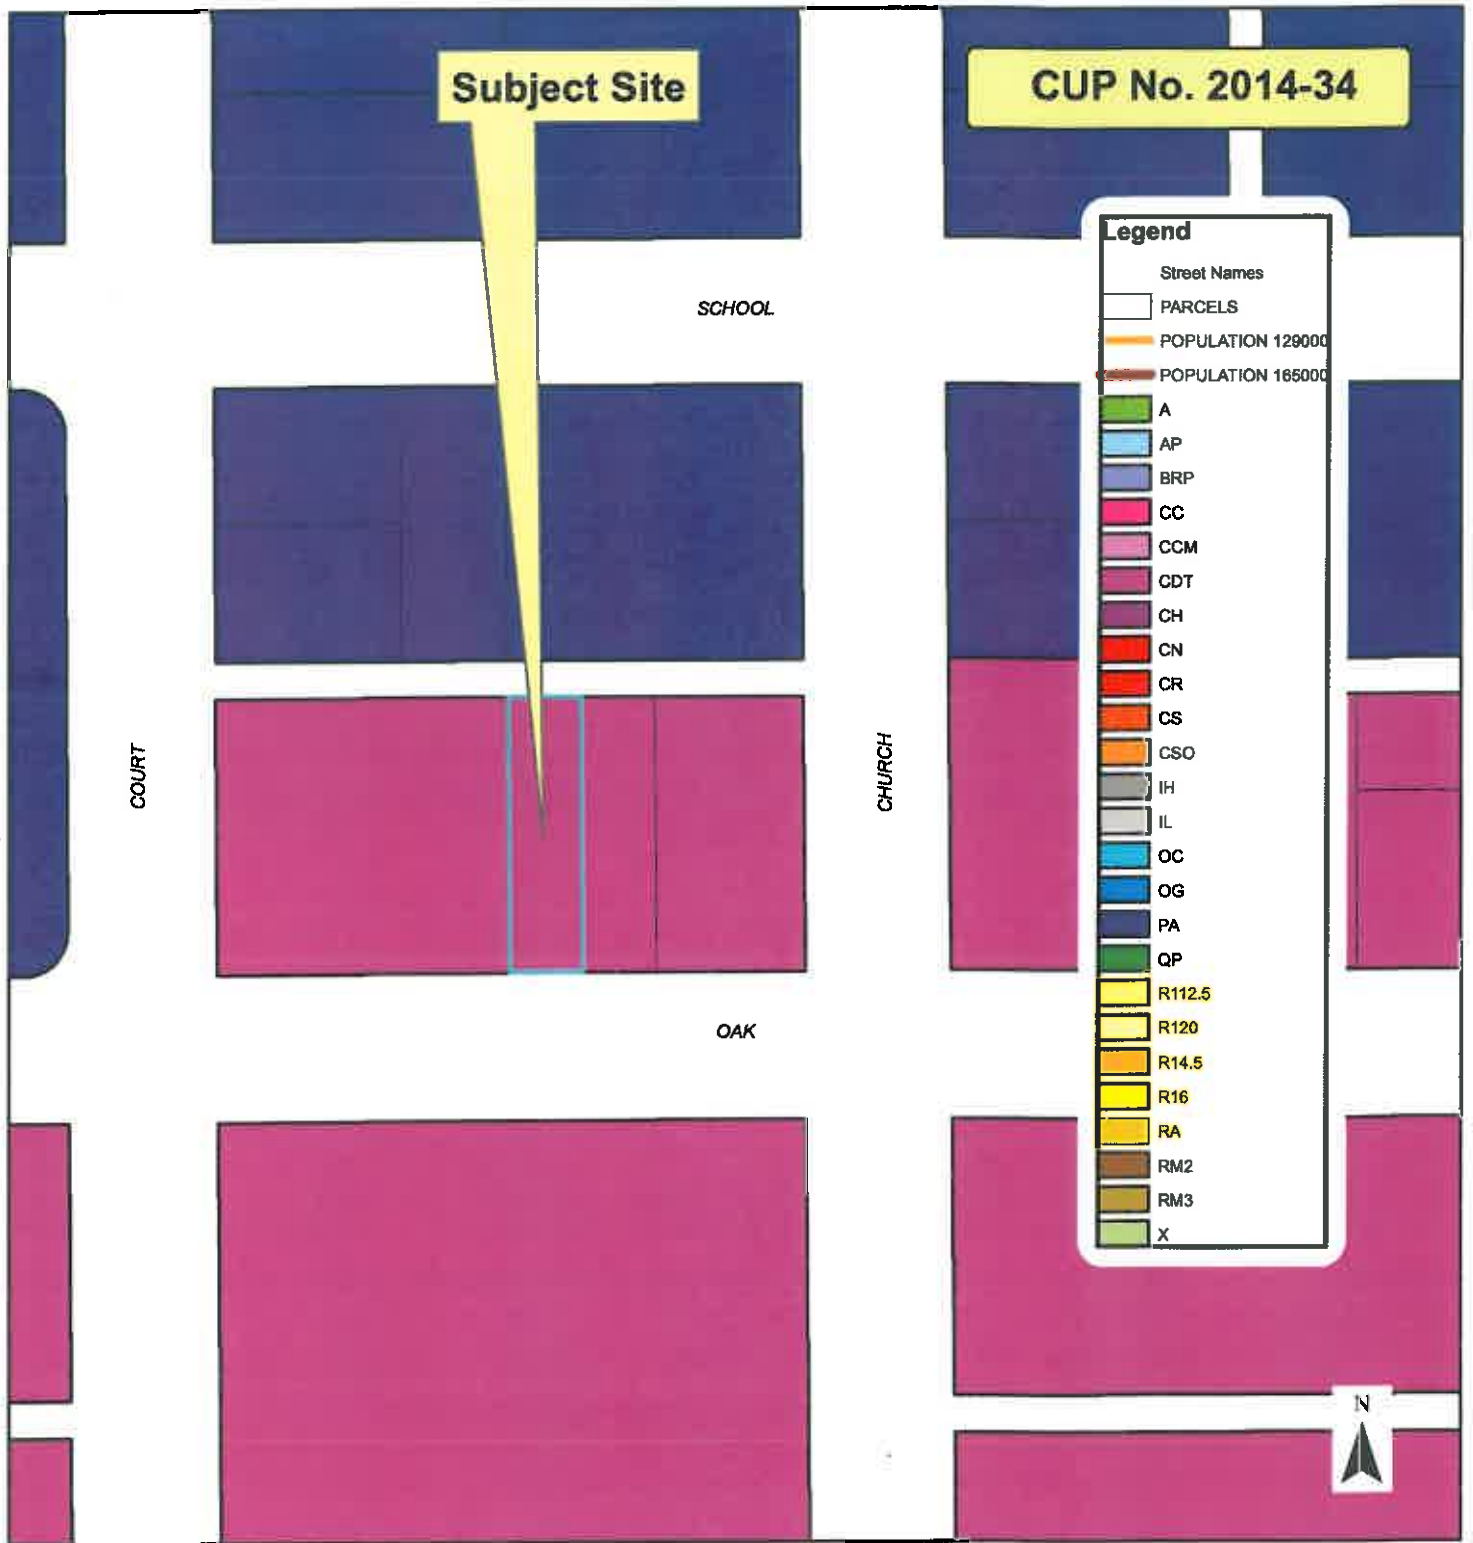 Subject Site
CUP No. 2014-34
Legend
Street Names
PARCELS
POPULATION 129000
POPULATION 165000
A
AP
BRP
CC
CCM
CDT
CH
CN
CR
CS
CSO
IH
IL
OC
OG
PA
QP
R112.5
R120
R14.5
R16
RA
RM2
RM3
X
SCHOOL
COURT
CHURCH
OAK
N